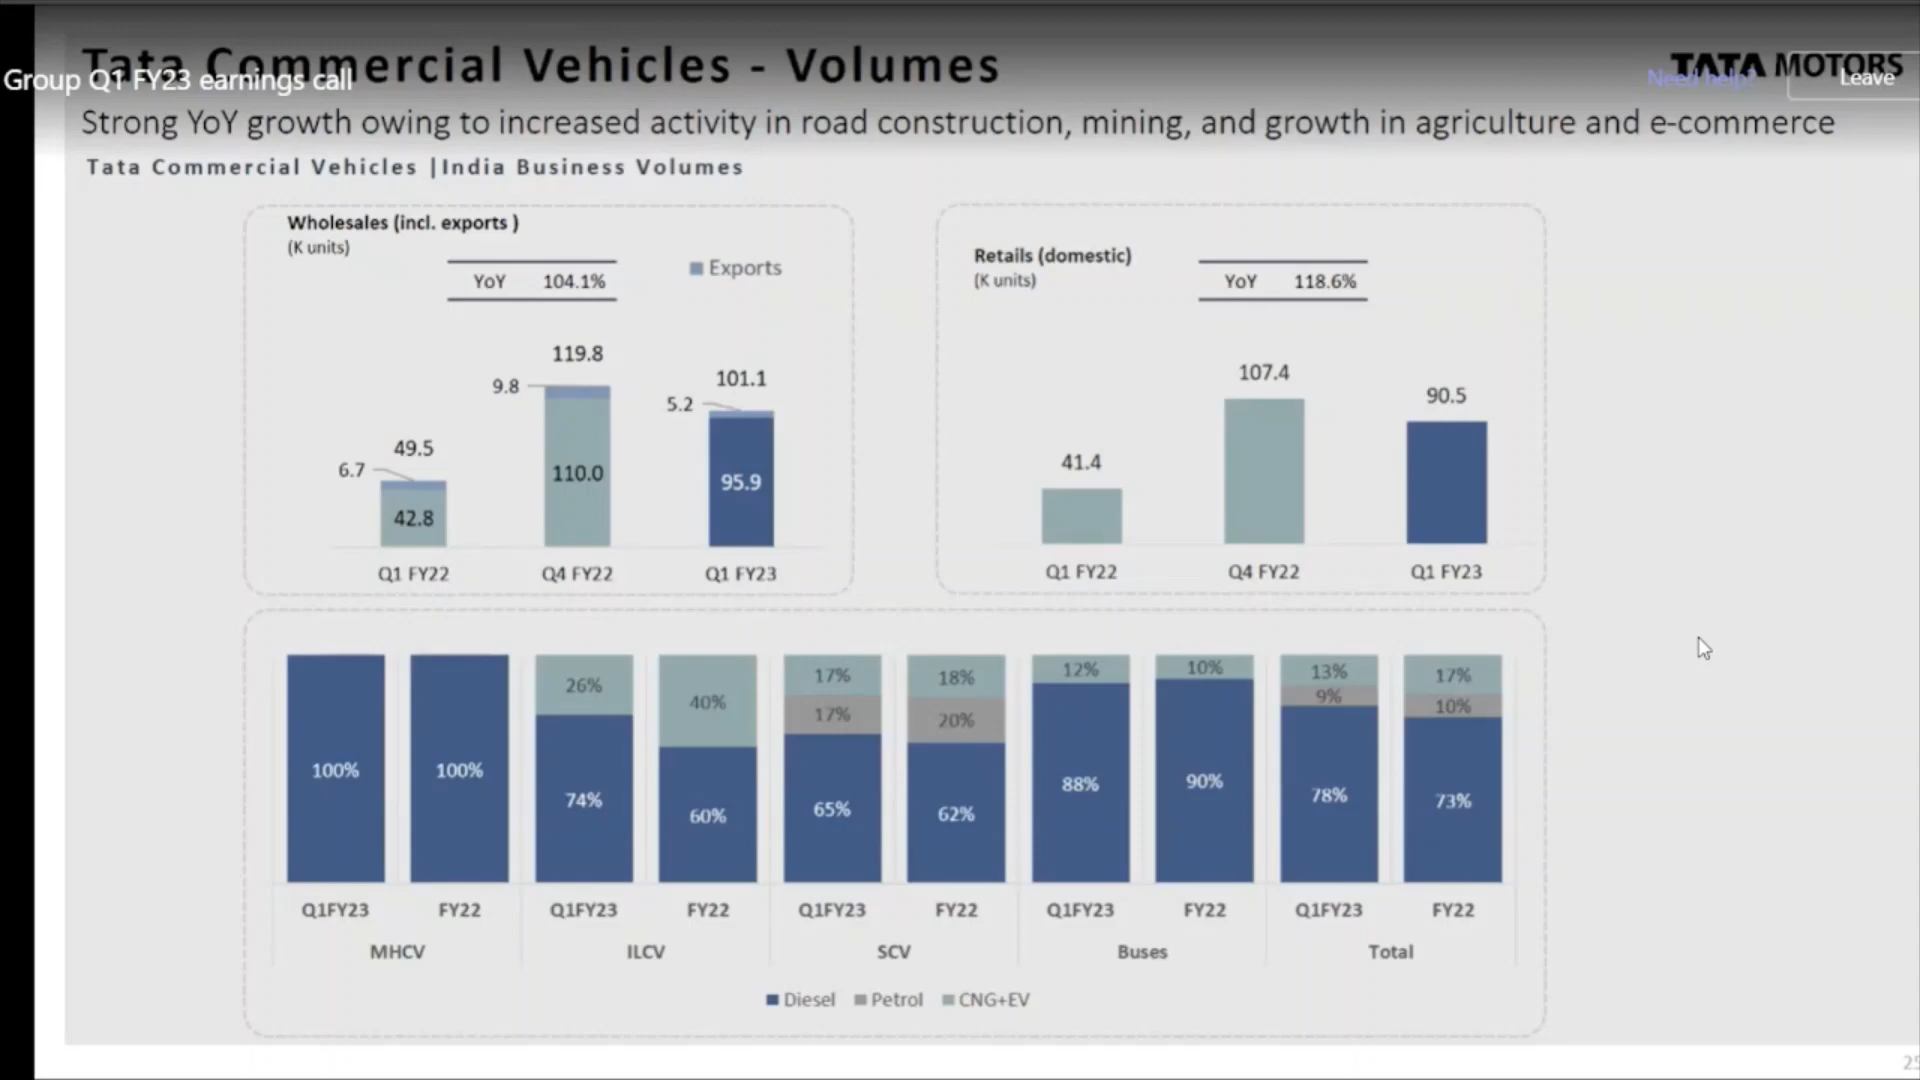 Tata Commercial Vehicles - Volumes
TATA MOTORS
Group Q1 FY23 earnings call
Need help?
Leave
Strong YoY growth owing to increased activity in road construction, mining, and growth in agriculture and e-commerce
Tata Commercial Vehicles |India Business Volumes
Wholesales (incl. exports )
(K units)
YoY 104.1%
Exports
119.8
9.8
101.1
5.2
49.5
6.7
110.0
95.9
42.8
Q1 FY22 Q4 FY22 Q1 FY23
Retails (domestic)
(K units)
YoY 118.6%
107.4
90.5
41.4
Q1 FY22 Q4 FY22 Q1 FY23
26% 40% 17% 18% 12% 10% 13% 17%
17% 20% 9% 10%
100% 100% 74% 60% 65% 62% 88% 90% 78% 73%
Q1FY23 FY22 Q1FY23 FY22 Q1FY23 FY22 Q1FY23 FY22 Q1FY23 FY22
MHCV ILCV SCV Buses Total
Diesel Petrol CNG+EV